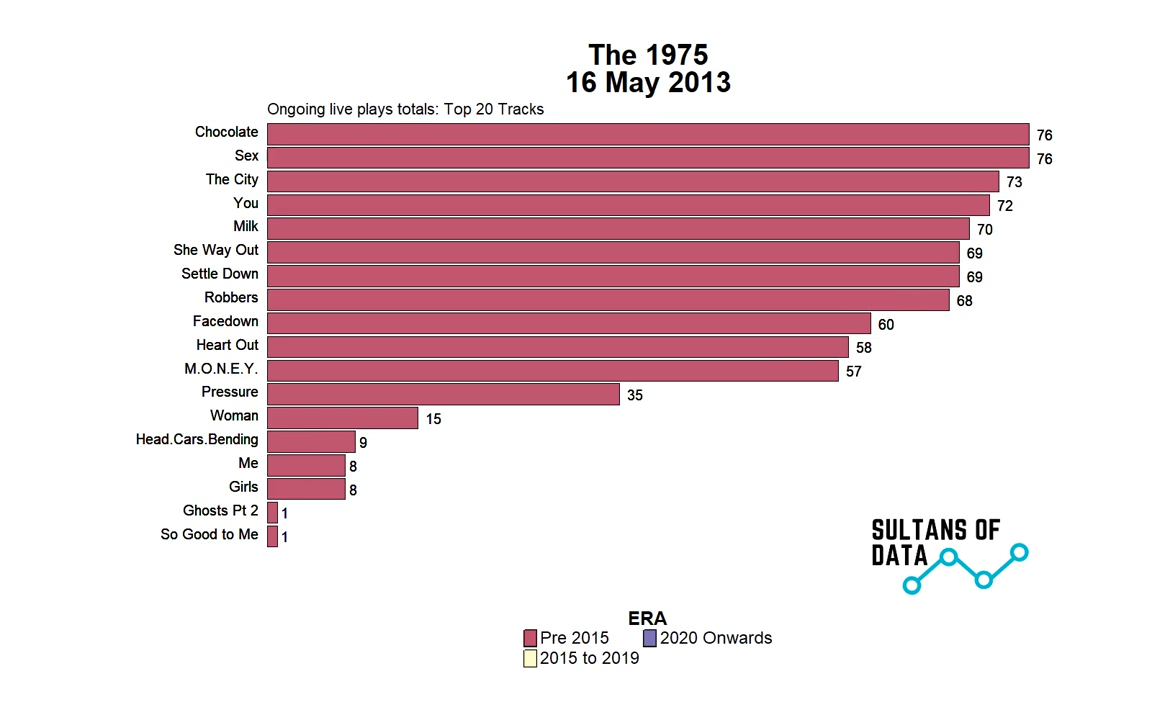 The 1975
16 May 2013
Ongoing live plays totals: Top 20 Tracks
Chocolate 76
Sex 76
The City 73
You 72
Milk 70
She Way Out 69
Settle Down 69
Robbers 68
Facedown 60
Heart Out 58
M.O.N.E.Y. 57
Pressure 35
Woman 15
Head.Cars.Bending 9
Me 8
Girls 8
Ghosts Pt 2 1
So Good to Me 1
SULTANS OF
DATA
ERA
Pre 2015 2020 Onwards
2015 to 2019